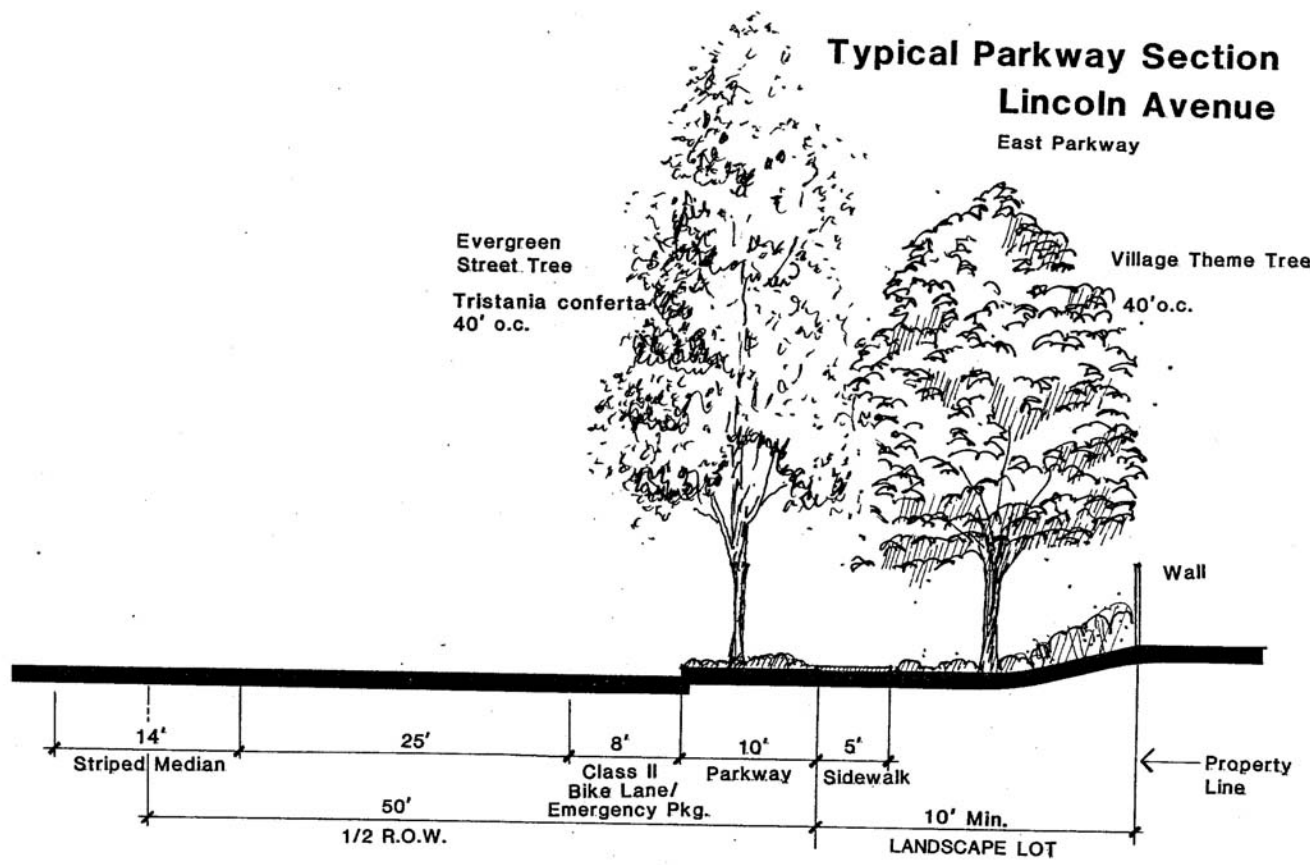 Typical Parkway Section
Lincoln Avenue
East Parkway
Evergreen
Street Tree
Tristania conferta
40' o.c.
Village Theme Tree
40' o.c.
Wall
14'
Striped Median
25'
8'
Class II
Bike Lane/
Emergency Pkg.
10'
Parkway
5'
Sidewalk
Property
Line
50'
1/2 R.O.W.
10' Min.
LANDSCAPE LOT